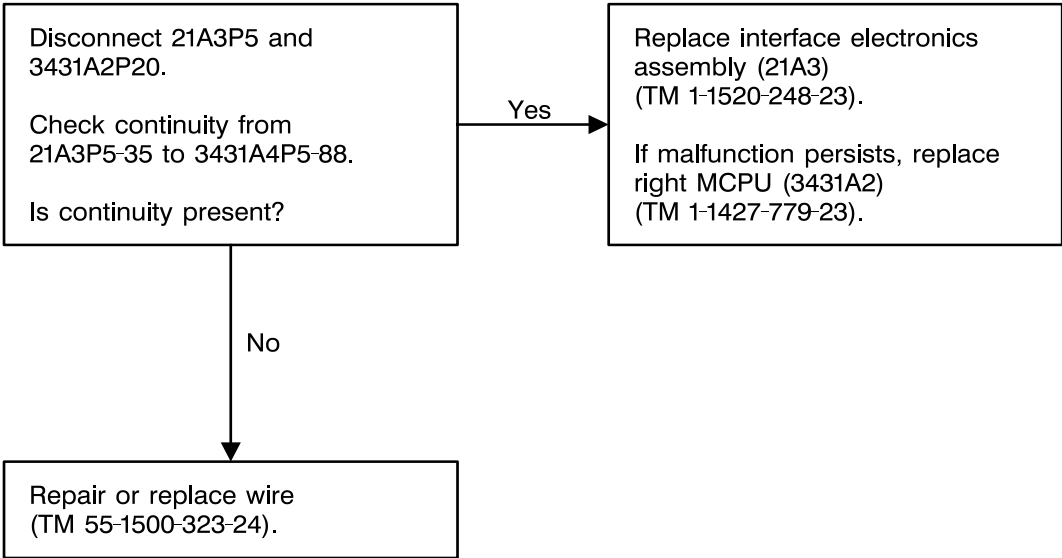 Disconnect 21A3P5 and
3431A2P20.
Check continuity from
21A3P5-35 to 3431A4P5-88.
Is continuity present?
Yes
Replace interface electronics
assembly (21A3)
(TM 1-1520-248-23).
If malfunction persists, replace
right MCPU (3431A2)
(TM 1-1427-779-23).
No
Repair or replace wire
(TM 55-1500-323-24).